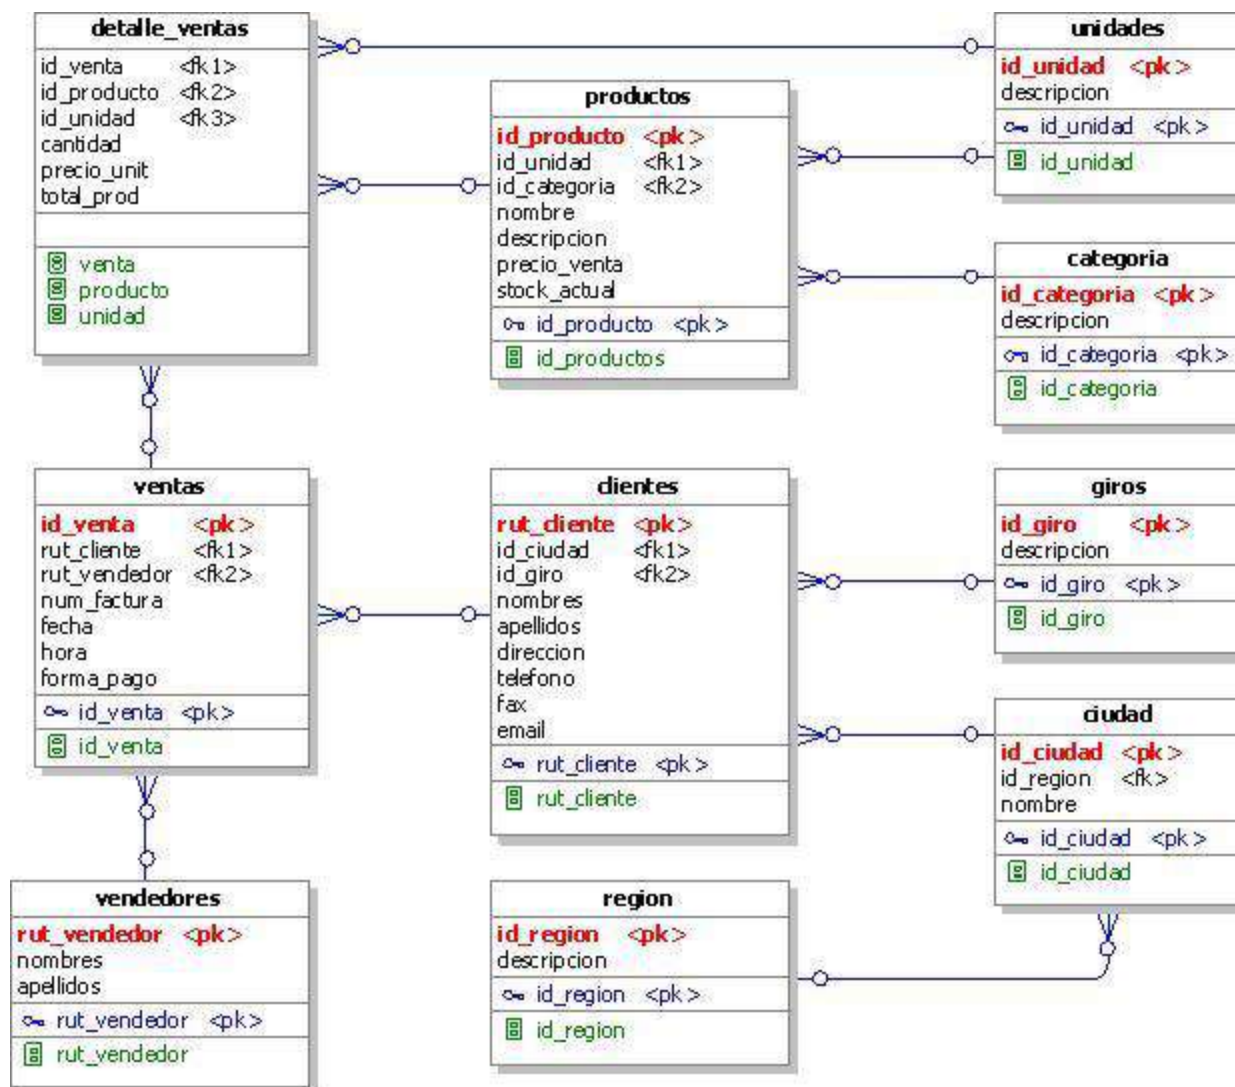 detalle_ventas
id_venta <fk1>
id_producto <fk2>
id_unidad <fk3>
cantidad
precio_unit
total_prod
venta
producto
unidad
productos
id_producto <pk>
id_unidad <fk1>
id_categoria <fk2>
nombre
descripcion
precio_venta
stock_actual
id_producto <pk>
id_productos
unidades
id_unidad <pk>
descripcion
id_unidad <pk>
id_unidad
categoria
id_categoria <pk>
descripcion
id_categoria <pk>
id_categoria
ventas
id_venta <pk>
rut_cliente <fk1>
rut_vendedor <fk2>
num_factura
fecha
hora
forma_pago
id_venta <pk>
id_venta
clientes
rut_cliente <pk>
id_ciudad <fk1>
id_giro <fk2>
nombres
apellidos
direccion
telefono
fax
email
rut_cliente <pk>
rut_cliente
giros
id_giro <pk>
descripcion
id_giro <pk>
id_giro
ciudad
id_ciudad <pk>
id_region <fk>
nombre
id_ciudad <pk>
id_ciudad
vendedores
rut_vendedor <pk>
nombres
apellidos
rut_vendedor <pk>
rut_vendedor
region
id_region <pk>
descripcion
id_region <pk>
id_region